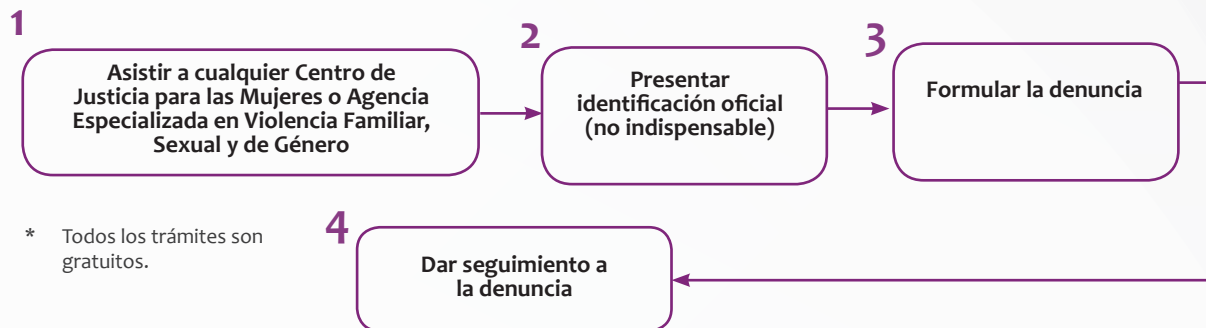 1
Asistir a cualquier Centro de
Justicia para las Mujeres o Agencia
Especializada en Violencia Familiar,
Sexual y de Género
2
Presentar
identificación oficial
(no indispensable)
3
Formular la denuncia
* Todos los trámites son
gratuitos.
4
Dar seguimiento a
la denuncia